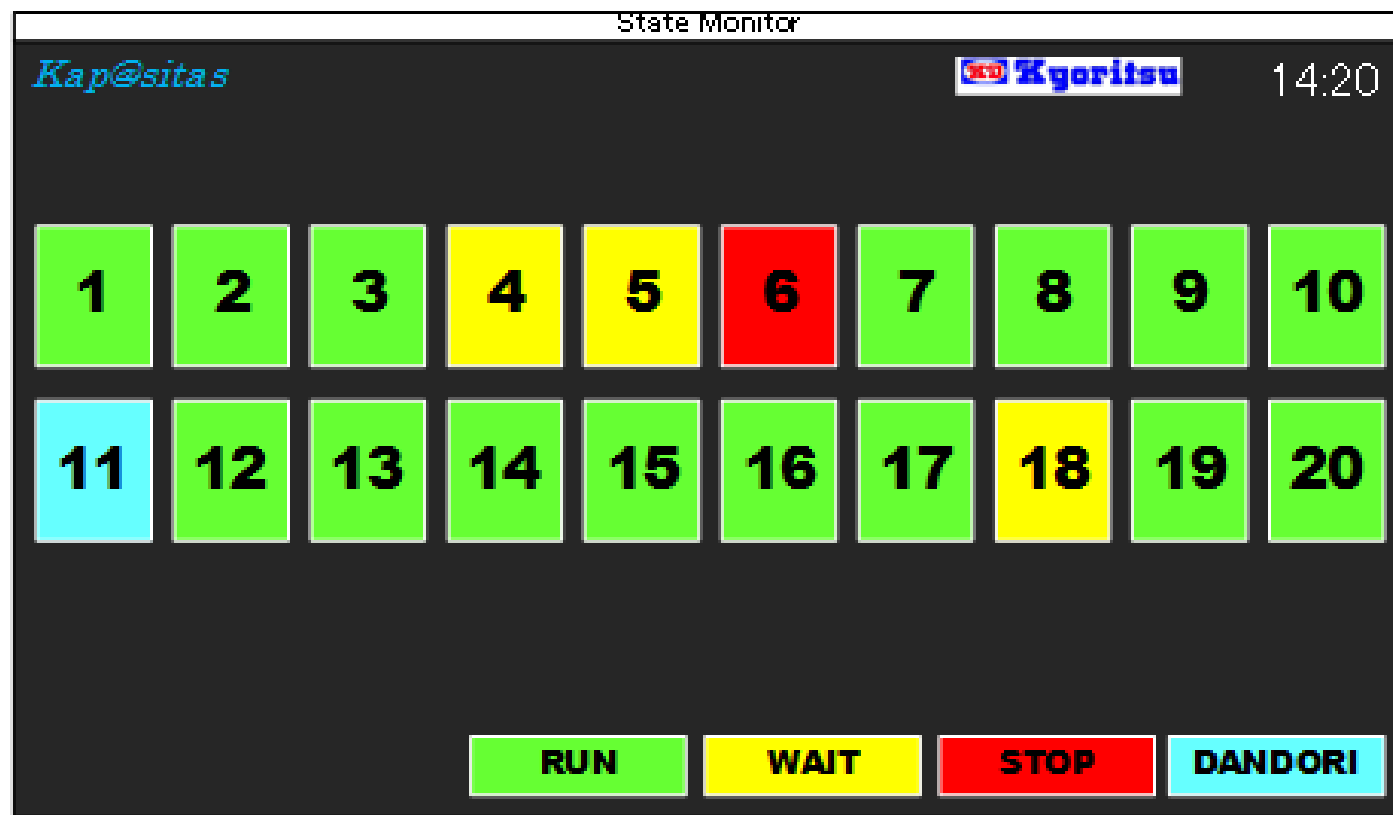 State Monitor
Kap@sitas
KU Kyoritsu
14:20
1 2 3 4 5 6 7 8 9 10
11 12 13 14 15 16 17 18 19 20
RUN WAIT STOP DANDORI